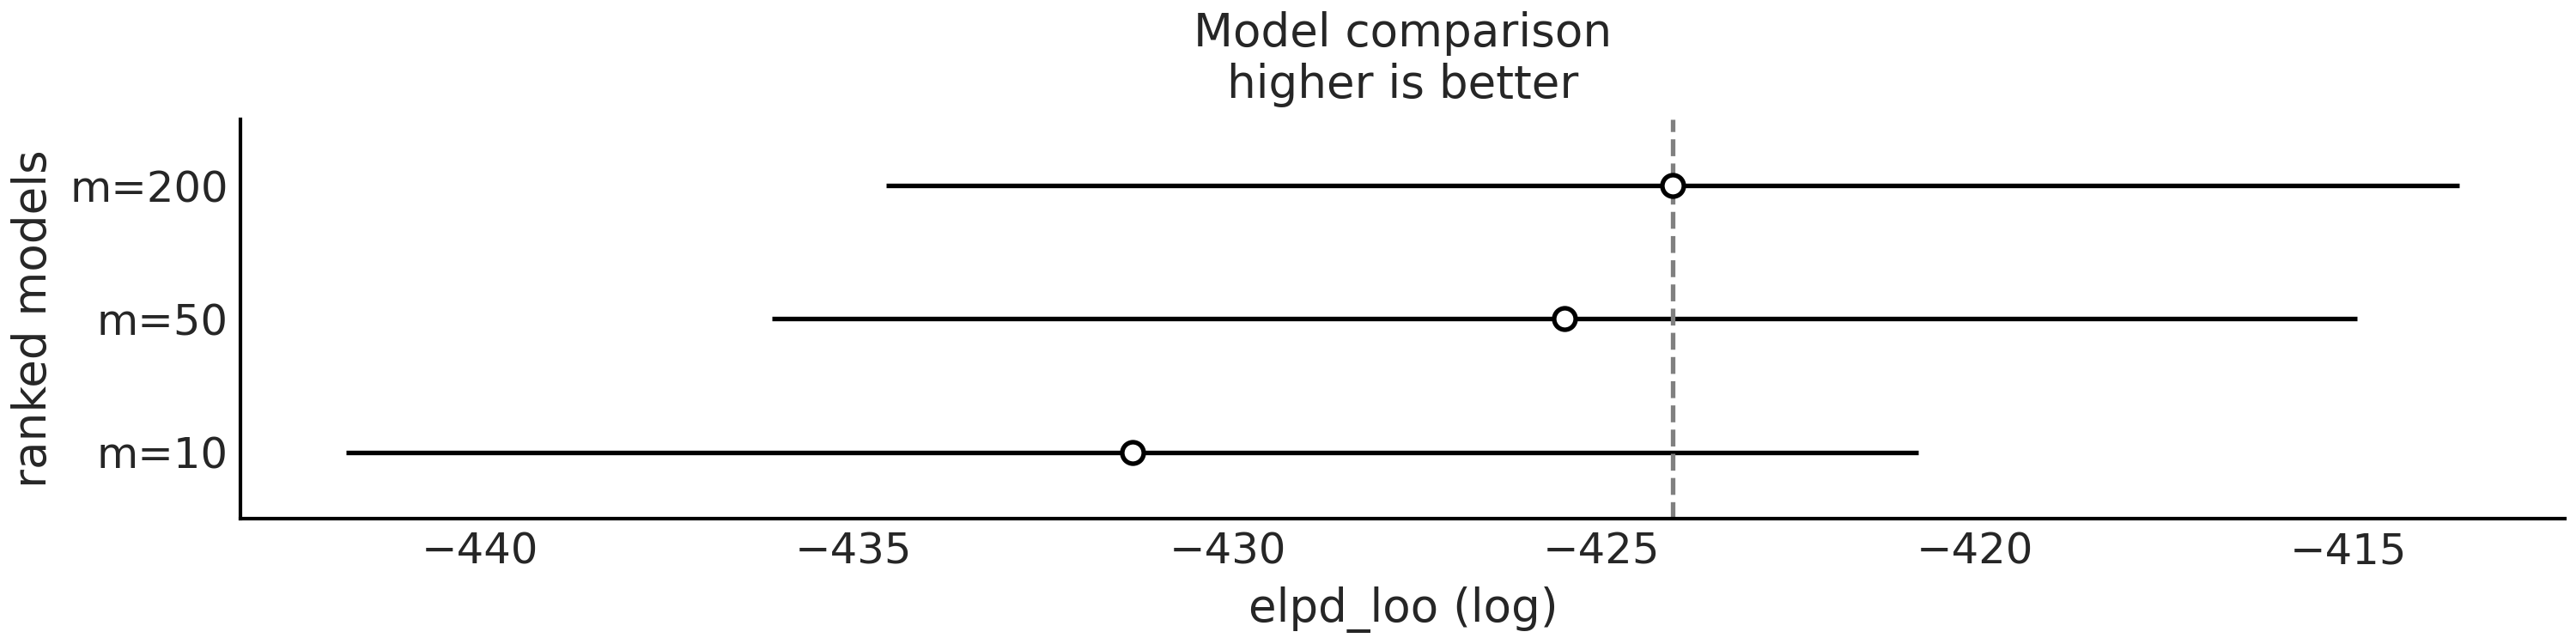 Model comparison
higher is better
ranked models
m=200
m=50
m=10
−440
−435
−430
−425
−420
−415
elpd_loo (log)